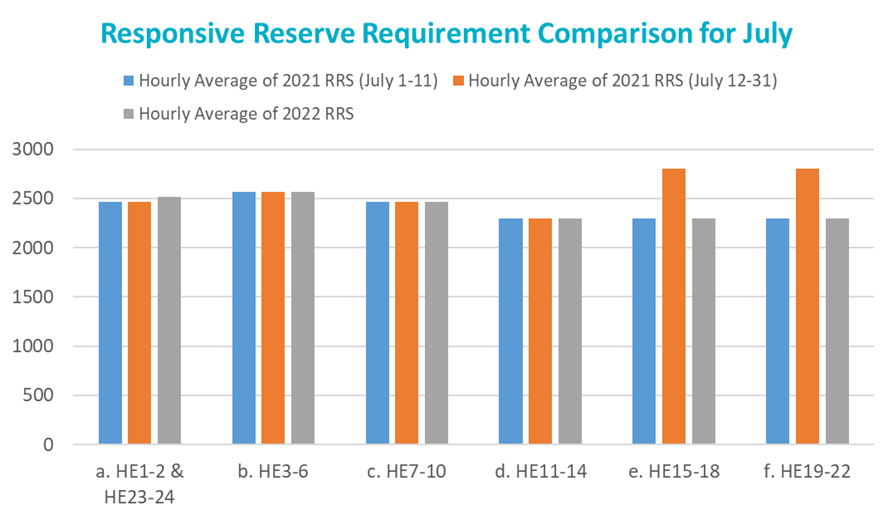 Responsive Reserve Requirement Comparison for July
Hourly Average of 2021 RRS (July 1-11)
Hourly Average of 2021 RRS (July 12-31)
Hourly Average of 2022 RRS
3000
2500
2000
1500
1000
500
0
a. HE1-2 &
HE23-24
b. HE3-6
c. HE7-10
d. HE11-14
e. HE15-18
f. HE19-22